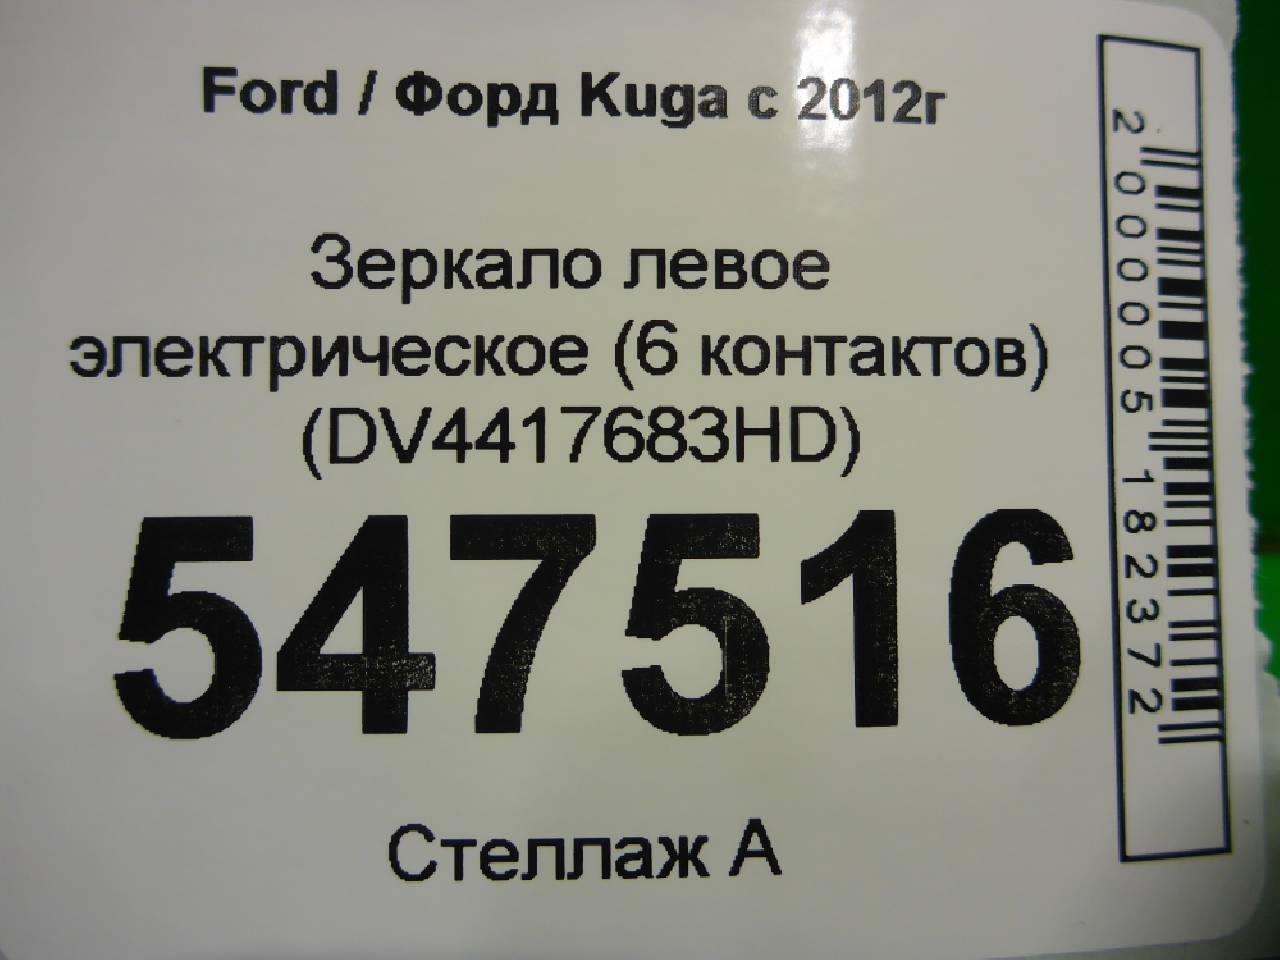 Ford / Форд Kuga с 2012г
Зеркало левое
электрическое (6 контактов)
(DV4417683HD)
547516
Стеллаж А
2000005182372